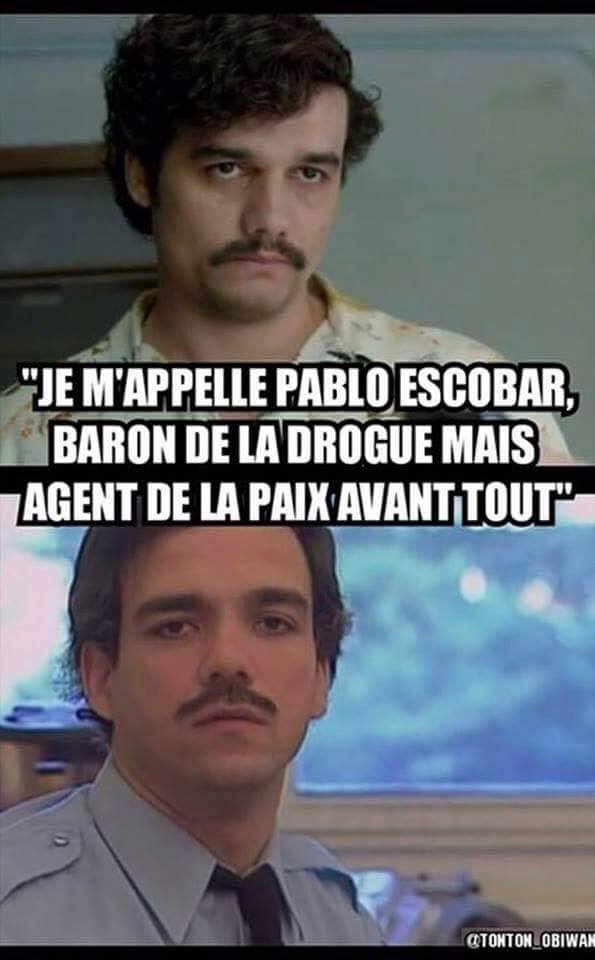 "JE M'APPELLE PABLO ESCOBAR,
BARON DE LA DROGUE MAIS
AGENT DE LA PAIX AVANT TOUT"
@TONTON_OBIWAN